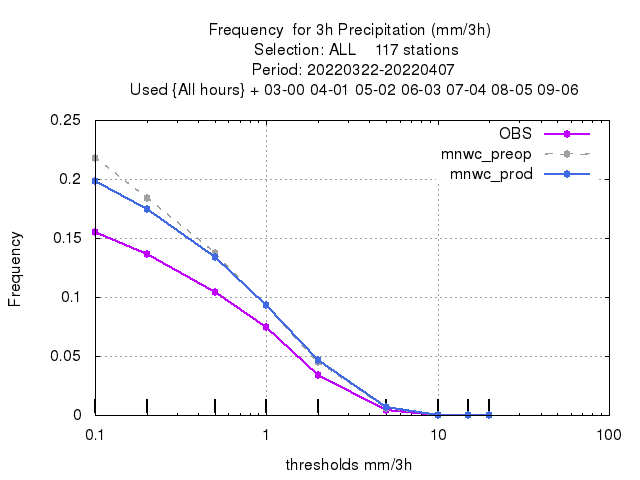 Frequency  for 3h Precipitation (mm/3h)
Selection: ALL    117 stations
Period: 20220322-20220407
Used {All hours} + 03-00 04-01 05-02 06-03 07-04 08-05 09-06
0.25
0.2
0.15
0.1
0.05
0
Frequency
OBS
mnwc_preop
mnwc_prod
0.1 1 10 100
thresholds mm/3h